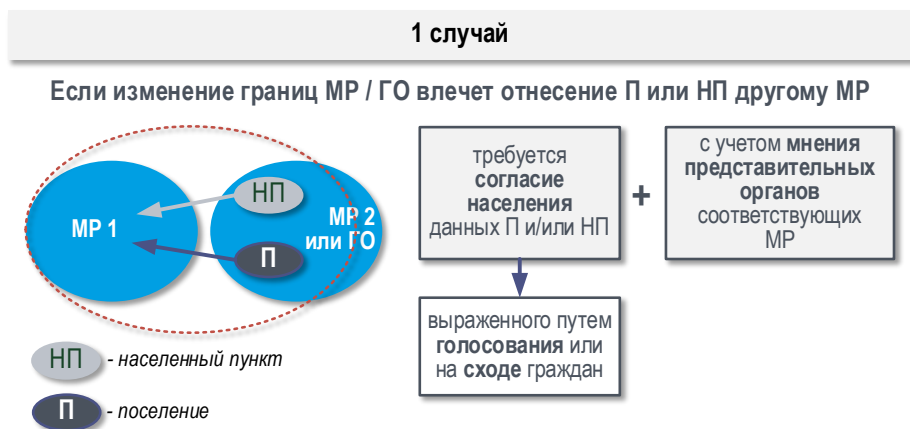 1 случай
Если изменение границ МР / ГО влечет отнесение П или НП другому МР
НП
МР 1
МР 2
или ГО
П
НП - населенный пункт
П - поселение
требуется
согласие
населения
данных П и/или НП
+
с учетом мнения
представительных
органов
соответствующих
МР
выраженного путем
голосования или
на сходе граждан